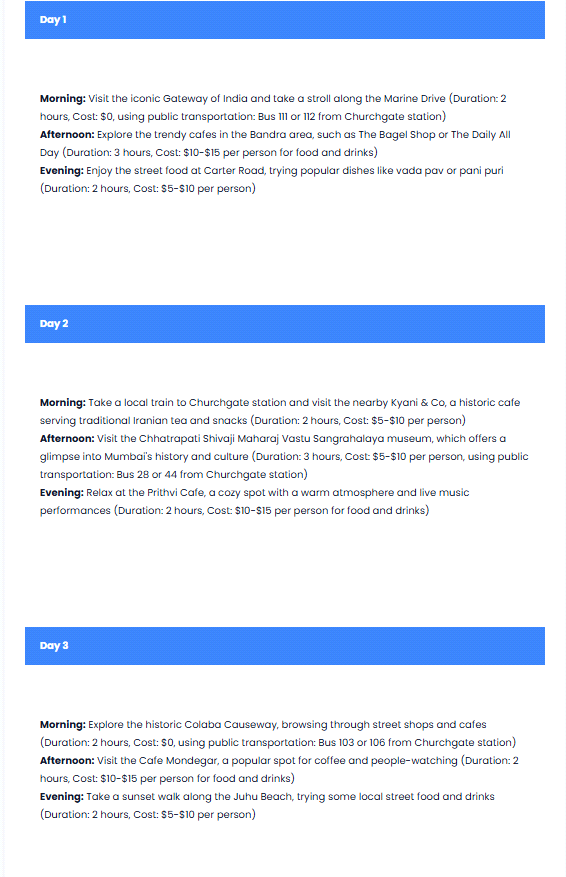 Day 1
Morning: Visit the iconic Gateway of India and take a stroll along the Marine Drive (Duration: 2
hours, Cost: $0, using public transportation: Bus 111 or 112 from Churchgate station)
Afternoon: Explore the trendy cafes in the Bandra area, such as The Bagel Shop or The Daily All
Day (Duration: 3 hours, Cost: $10-$15 per person for food and drinks)
Evening: Enjoy the street food at Carter Road, trying popular dishes like vada pav or pani puri
(Duration: 2 hours, Cost: $5-$10 per person)
Day 2
Morning: Take a local train to Churchgate station and visit the nearby Kyani & Co, a historic cafe
serving traditional Iranian tea and snacks (Duration: 2 hours, Cost: $5-$10 per person)
Afternoon: Visit the Chhatrapati Shivaji Maharaj Vastu Sangrahalaya museum, which offers a
glimpse into Mumbai's history and culture (Duration: 3 hours, Cost: $5-$10 per person, using public
transportation: Bus 28 or 44 from Churchgate station)
Evening: Relax at the Prithvi Cafe, a cozy spot with a warm atmosphere and live music
performances (Duration: 2 hours, Cost: $10-$15 per person for food and drinks)
Day 3
Morning: Explore the historic Colaba Causeway, browsing through street shops and cafes
(Duration: 2 hours, Cost: $0, using public transportation: Bus 103 or 106 from Churchgate station)
Afternoon: Visit the Cafe Mondegar, a popular spot for coffee and people-watching (Duration: 2
hours, Cost: $10-$15 per person for food and drinks)
Evening: Take a sunset walk along the Juhu Beach, trying some local street food and drinks
(Duration: 2 hours, Cost: $5-$10 per person)